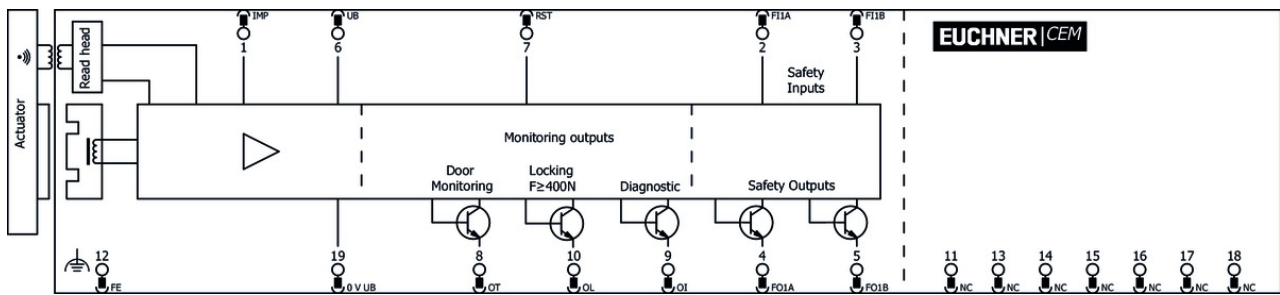 IMP
UB
RST
FI1A
FI1B
1
6
7
2
3
EUCHNER CEM
Read head
Actuator
Safety
Inputs
Monitoring outputs
Door
Monitoring
Locking
F≥400N
Diagnostic
Safety Outputs
12
19
8
10
9
4
5
11
13
14
15
16
17
18
FE
0 V UB
OT
OL
OI
FO1A
FO1B
NC
NC
NC
NC
NC
NC
NC